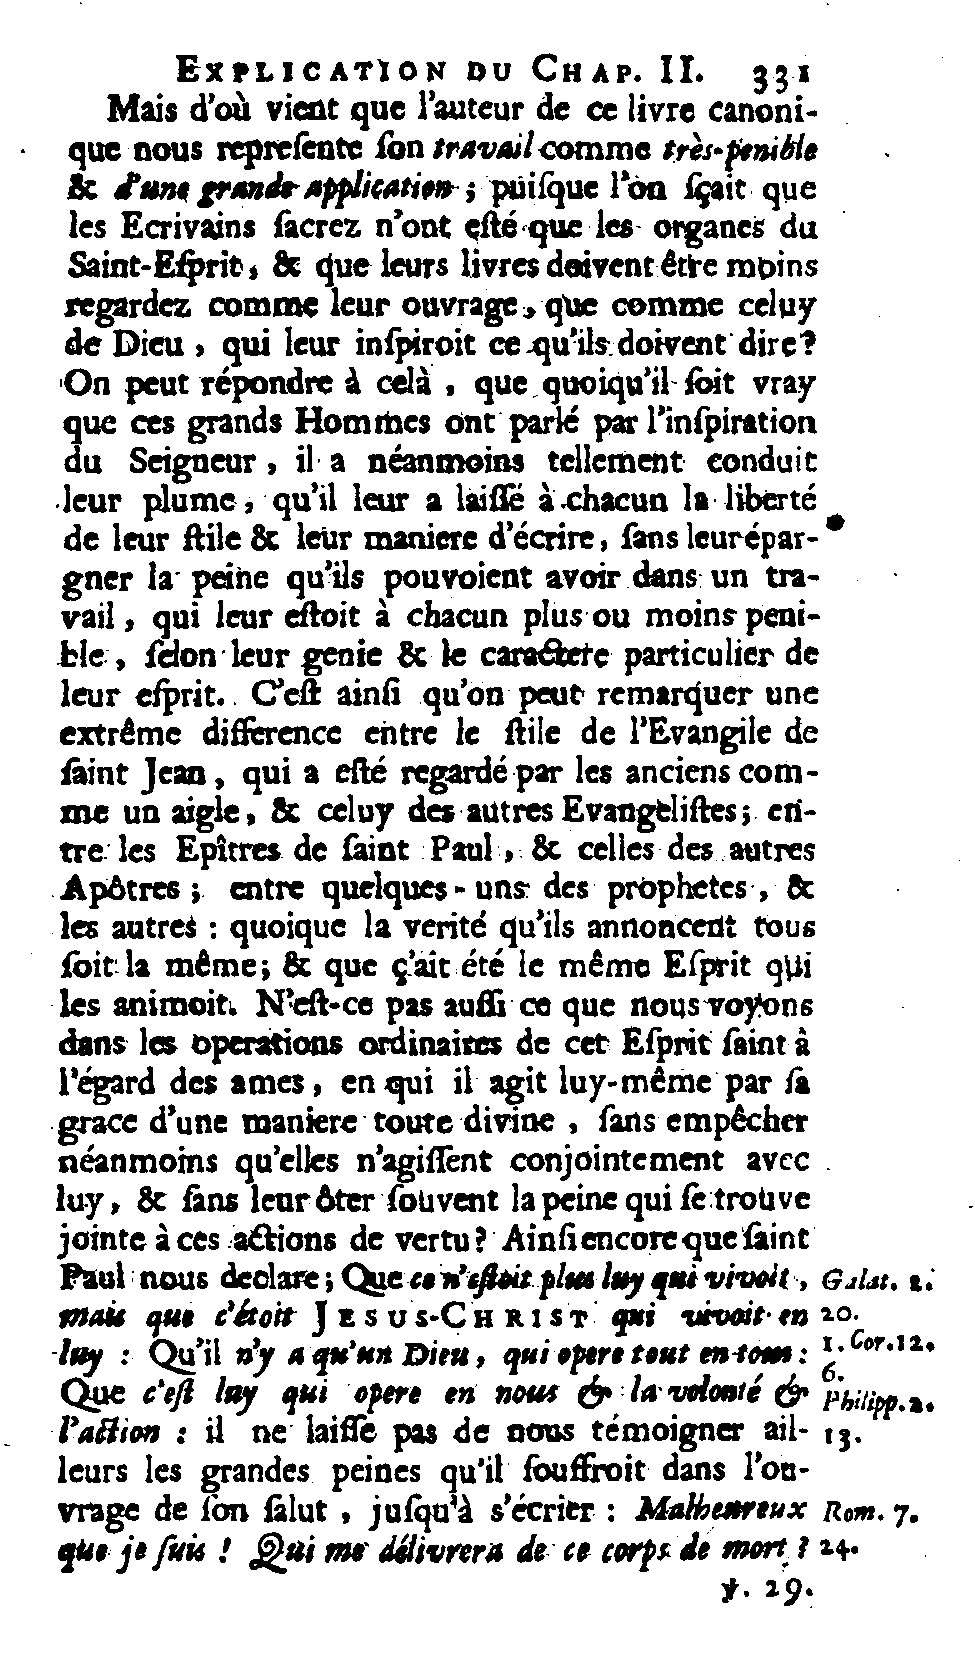 EXPLICATION DU CHAP. II. 331
Mais d'où vient que l'auteur de ce livre canoni-
que nous repreſente ſon travail comme très-penible
& d'une grande application ; puiſque l'on ſçait que
les Ecrivains ſacrez n'ont eſté que les organes du
Saint-Eſprit, & que leurs livres doivent être moins
regardez comme leur ouvrage, que comme celuy
de Dieu, qui leur inſpiroit ce qu'ils doivent dire?
On peut répondre à celà, que quoiqu'il ſoit vray
que ces grands Hommes ont parlé par l'inſpiration
du Seigneur, il a néanmoins tellement conduit
leur plume, qu'il leur a laiſſé à chacun la liberté
de leur ſtile & leur maniere d'écrire, ſans leur épar-
gner la peine qu'ils pouvoient avoir dans un tra-
vail, qui leur eſtoit à chacun plus ou moins peni-
ble, ſelon leur genie & le caractere particulier de
leur eſprit. C'eſt ainſi qu'on peut remarquer une
extrême difference entre le ſtile de l'Evangile de
ſaint Jean, qui a eſté regardé par les anciens com-
me un aigle, & celuy des autres Evangeliſtes; en-
tre les Epîtres de ſaint Paul, & celles des autres
Apôtres; entre quelques-uns des prophetes, &
les autres : quoique la verité qu'ils annoncent tous
ſoit la même; & que ç'ait été le même Eſprit qui
les animoit. N'eſt-ce pas auſſi ce que nous voyons
dans les operations ordinaires de cet Eſprit ſaint à
l'égard des ames, en qui il agit luy-même par ſa
grace d'une maniere toute divine, ſans empêcher
néanmoins qu'elles n'agiſſent conjointement avec
luy, & ſans leur ôter ſouvent la peine qui ſe trouve
jointe à ces actions de vertu? Ainſi encore que ſaint
Paul nous declare; Que ce n'eſtoit plus luy qui vivoit, Galat. 2.
mais que c'étoit JESUS-CHRIST qui vivoit en 20.
luy : Qu'il n'y a qu'un Dieu, qui opere tout en tous : 1. Cor. 12.
6.
Que c'eſt luy qui opere en nous & la volonté & Philipp. 2.
l'action : il ne laiſſe pas de nous témoigner ail- 13.
leurs les grandes peines qu'il ſouffroit dans l'ou-
vrage de ſon ſalut, juſqu'à s'écrier : Malheureux Rom. 7.
que je ſuis ! Qui me délivrera de ce corps de mort ? 24.
℣. 29.